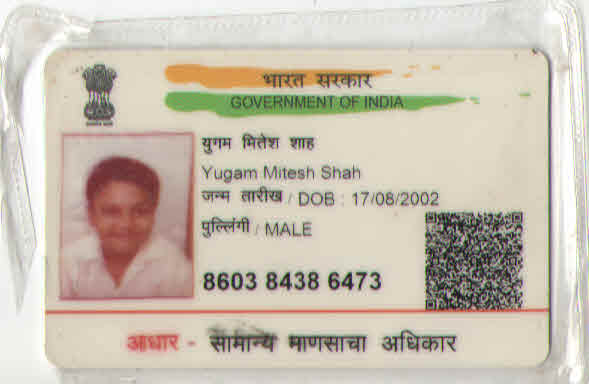 भारत सरकार
GOVERNMENT OF INDIA
युगम मितेश शाह
Yugam Mitesh Shah
जन्म तारीख / DOB : 17/08/2002
पुल्लिंगी / MALE
8603 8438 6473
आधार - सामान्य माणसाचा अधिकार